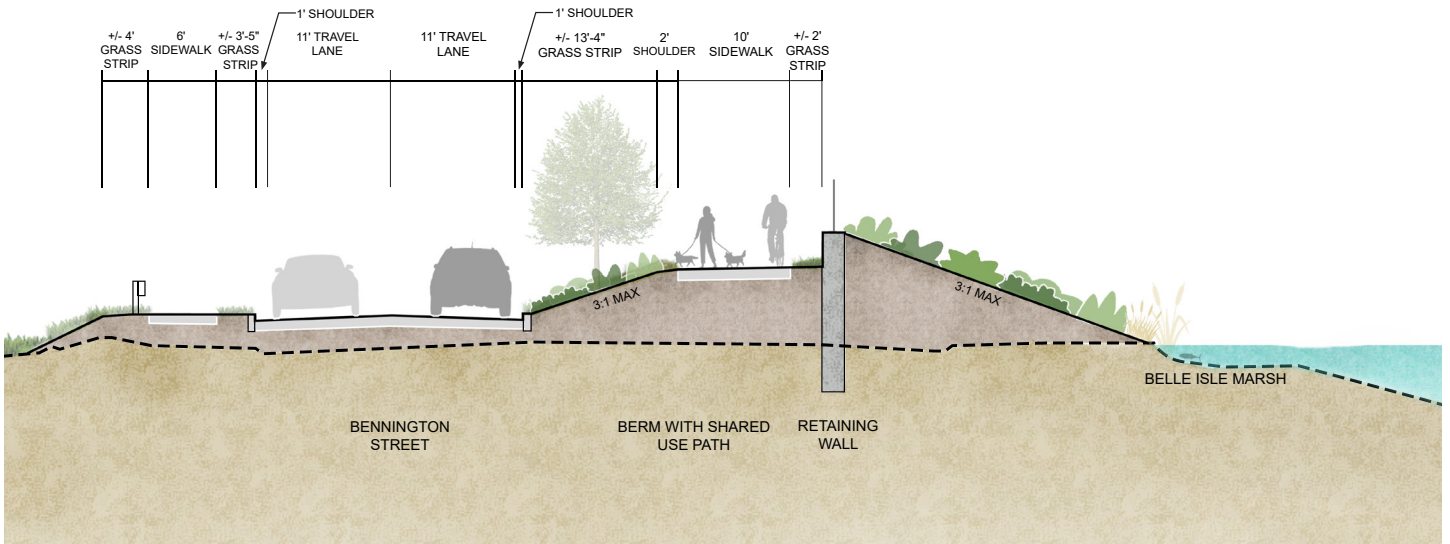 +/- 4'
GRASS
STRIP
6'
SIDEWALK
+/- 3'-5"
GRASS
STRIP
1' SHOULDER
11' TRAVEL
LANE
11' TRAVEL
LANE
1' SHOULDER
+/- 13'-4"
GRASS STRIP
2'
SHOULDER
10'
SIDEWALK
+/- 2'
GRASS
STRIP
3:1 MAX
3:1 MAX
BELLE ISLE MARSH
BENNINGTON
STREET
BERM WITH SHARED
USE PATH
RETAINING
WALL